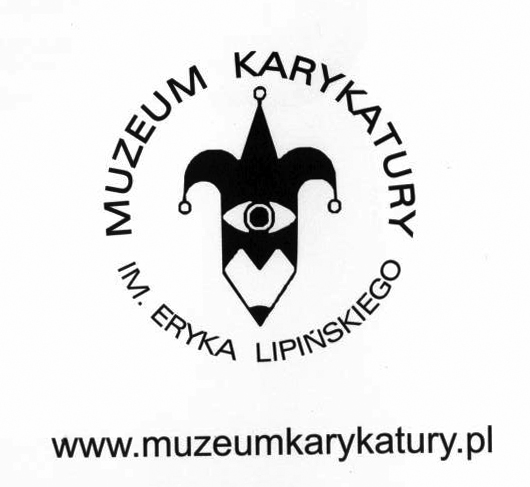 MUZEUM KARYKATURY
IM. ERYKA LIPIŃSKIEGO
www.muzeumkarykatury.pl